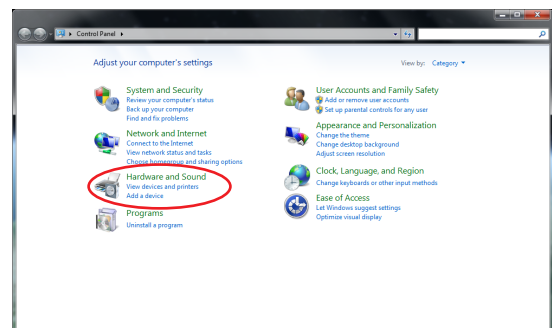 Control Panel
Adjust your computer's settings
View by: Category
System and Security
Review your computer's status
Back up your computer
Find and fix problems
Network and Internet
Connect to the Internet
View network status and tasks
Choose homegroup and sharing options
Hardware and Sound
View devices and printers
Add a device
Programs
Uninstall a program
User Accounts and Family Safety
Add or remove user accounts
Set up parental controls for any user
Appearance and Personalization
Change the theme
Change desktop background
Adjust screen resolution
Clock, Language, and Region
Change keyboards or other input methods
Ease of Access
Let Windows suggest settings
Optimize visual display